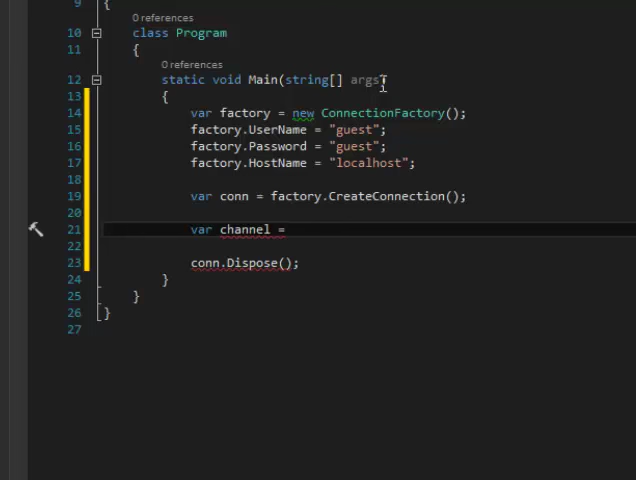 9 {
0 references
10 class Program
11 {
0 references
12 static void Main(string[] args)
13 {
14 var factory = new ConnectionFactory();
15 factory.UserName = "guest";
16 factory.Password = "guest";
17 factory.HostName = "localhost";
18
19 var conn = factory.CreateConnection();
20
21 var channel =
22
23 conn.Dispose();
24 }
25 }
26 }
27